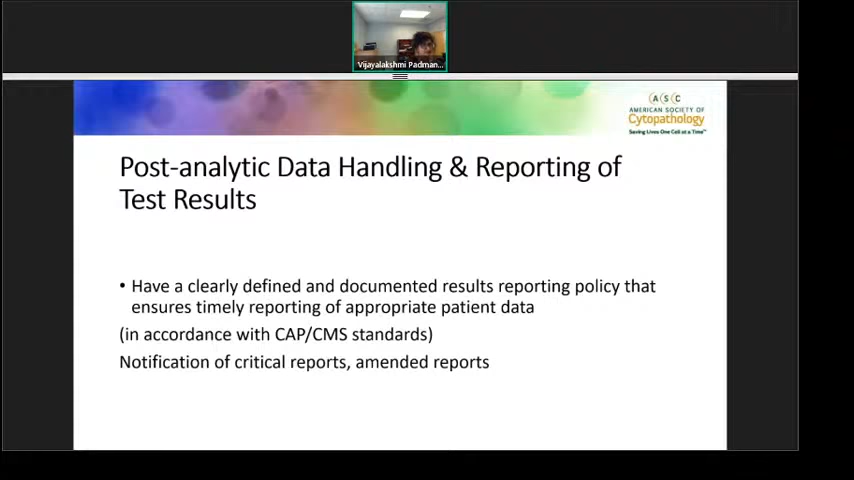 Vijayalakshmi Padman...
A S C
AMERICAN SOCIETY OF
Cytopathology
Saving Lives One Cell at a Time™
Post-analytic Data Handling & Reporting of
Test Results
• Have a clearly defined and documented results reporting policy that
ensures timely reporting of appropriate patient data
(in accordance with CAP/CMS standards)
Notification of critical reports, amended reports